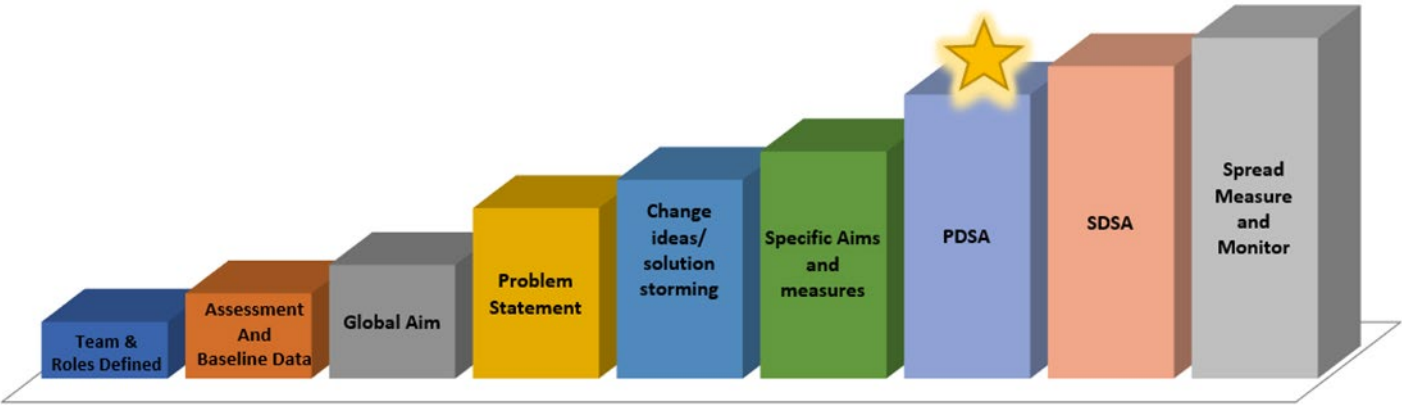 Team &
Roles Defined
Assessment
And
Baseline Data
Global Aim
Problem
Statement
Change
ideas/
solution
storming
Specific Aims
and
measures
PDSA
SDSA
Spread
Measure
and
Monitor